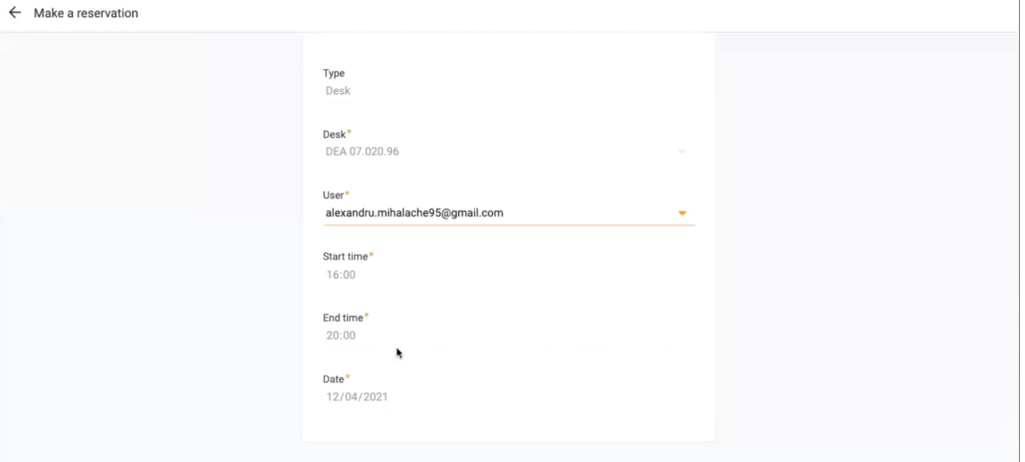 Make a reservation
Type
Desk
Desk*
DEA 07.020.96
User*
alexandru.mihalache95@gmail.com
Start time*
16:00
End time*
20:00
Date*
12/04/2021